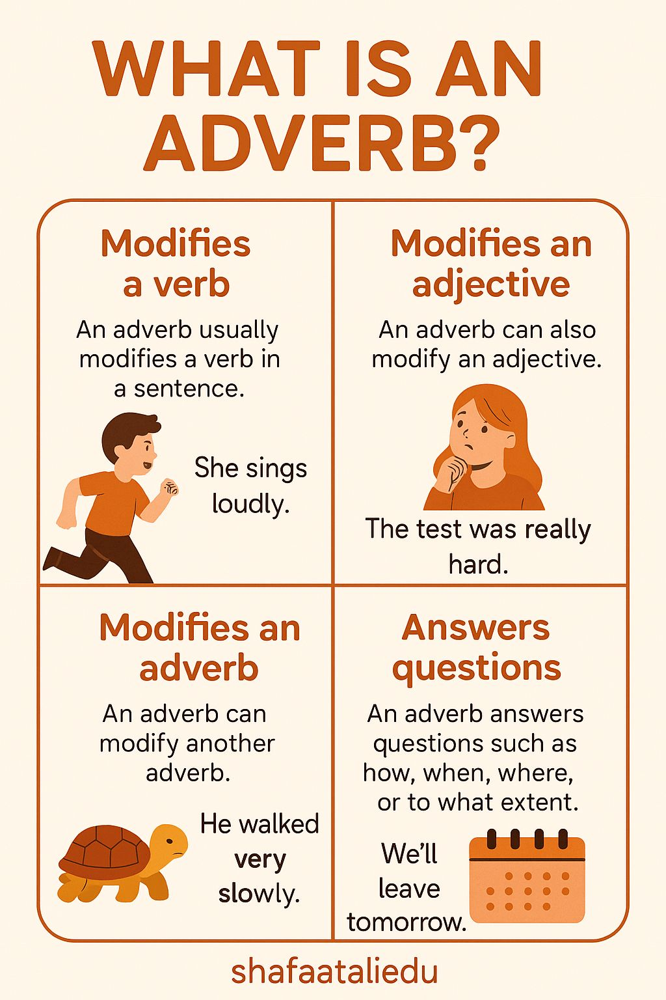 WHAT IS AN
ADVERB?
Modifies
a verb
An adverb usually
modifies a verb in
a sentence.
She sings
loudly.
Modifies an
adjective
An adverb can also
modify an adjective.
The test was really
hard.
Modifies an
adverb
An adverb can
modify another
adverb.
He walked
very
slowly.
Answers
questions
An adverb answers
questions such as
how, when, where,
or to what extent.
We'll
leave
tomorrow.
shafaataliedu